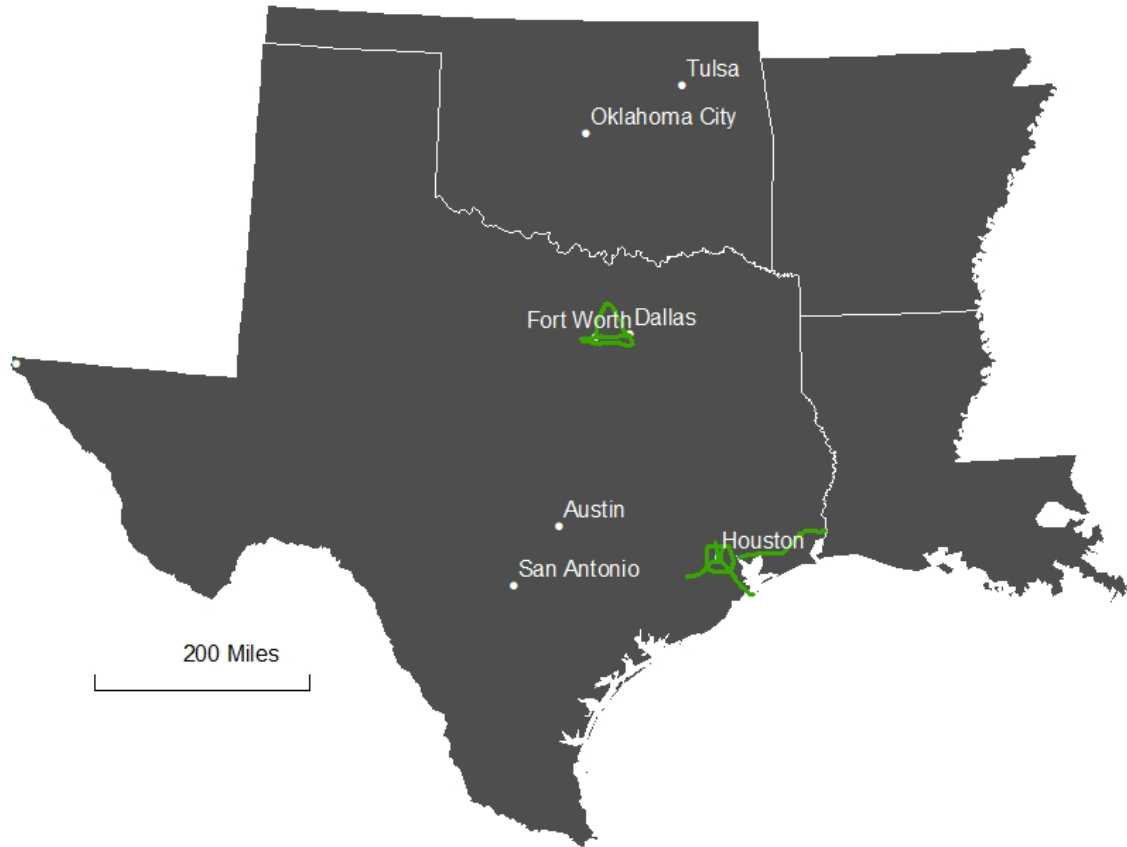 Tulsa
Oklahoma City
Fort Worth
Dallas
Austin
Houston
San Antonio
200 Miles